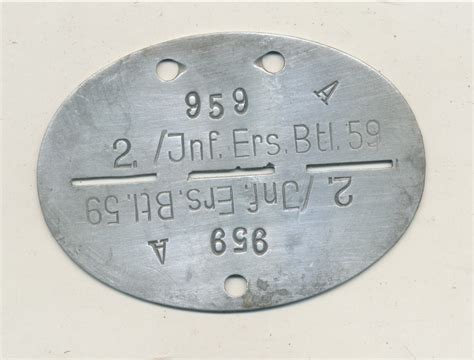 959 A
2./Jnf. Ers. Btl. 59
2./Jnf. Ers. Btl. 59
959 A